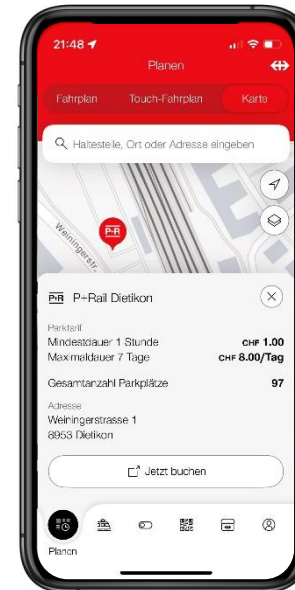 21:48
Planen
Fahrplan Touch-Fahrplan Karte
Haltestelle, Ort oder Adresse eingeben
Weiningerstr.
P+R
P+R P+Rail Dietikon
Parktarif
Mindestdauer 1 Stunde CHF 1.00
Maximaldauer 7 Tage CHF 8.00/Tag
Gesamtanzahl Parkplätze 97
Adresse
Weiningerstrasse 1
8953 Dietikon
Jetzt buchen
Planen